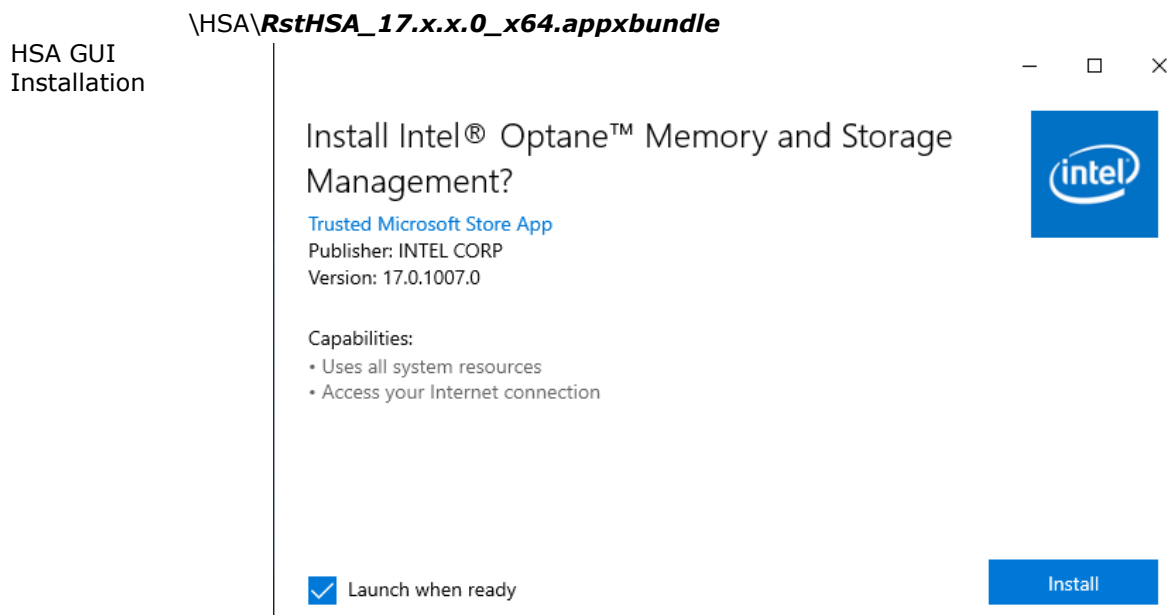 \HSA\RstHSA_17.x.x.0_x64.appxbundle
HSA GUI
Installation
Install Intel® Optane™ Memory and Storage
Management?
intel
Trusted Microsoft Store App
Publisher: INTEL CORP
Version: 17.0.1007.0
Capabilities:
• Uses all system resources
• Access your Internet connection
Launch when ready
Install